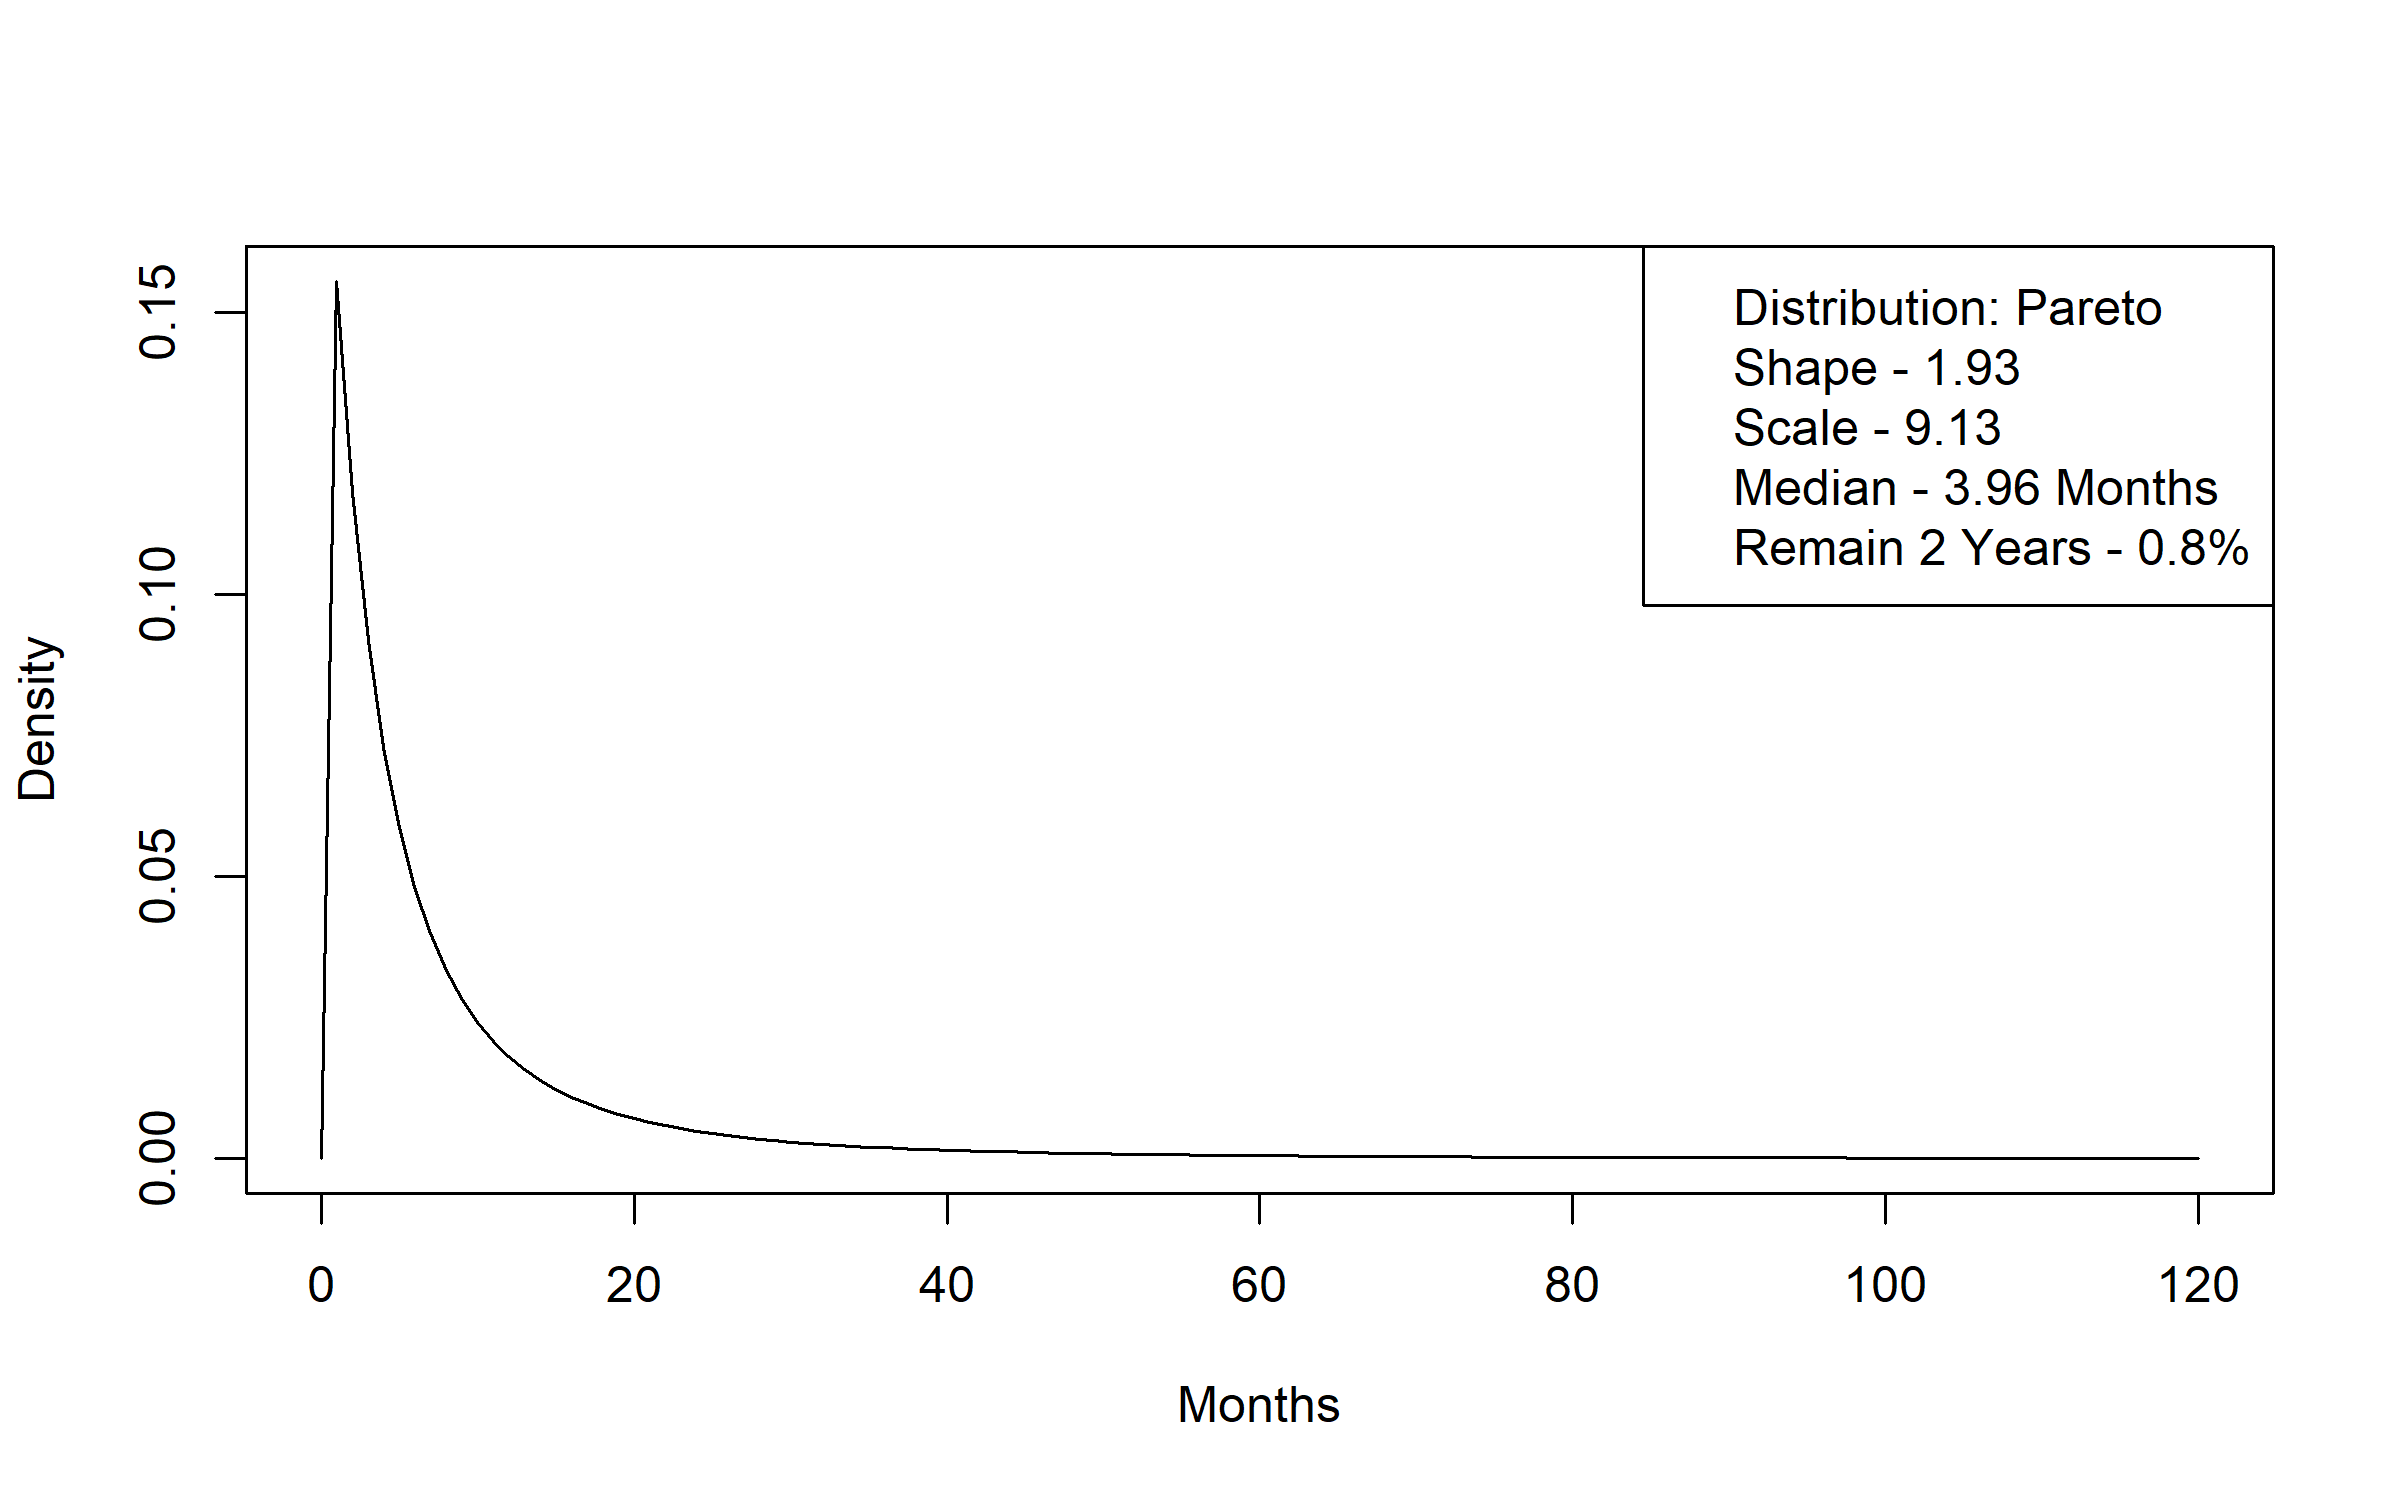 Distribution: Pareto
Shape - 1.93
Scale - 9.13
Median - 3.96 Months
Remain 2 Years - 0.8%
Density
0.15
0.10
0.05
0.00
0 20 40 60 80 100 120
Months